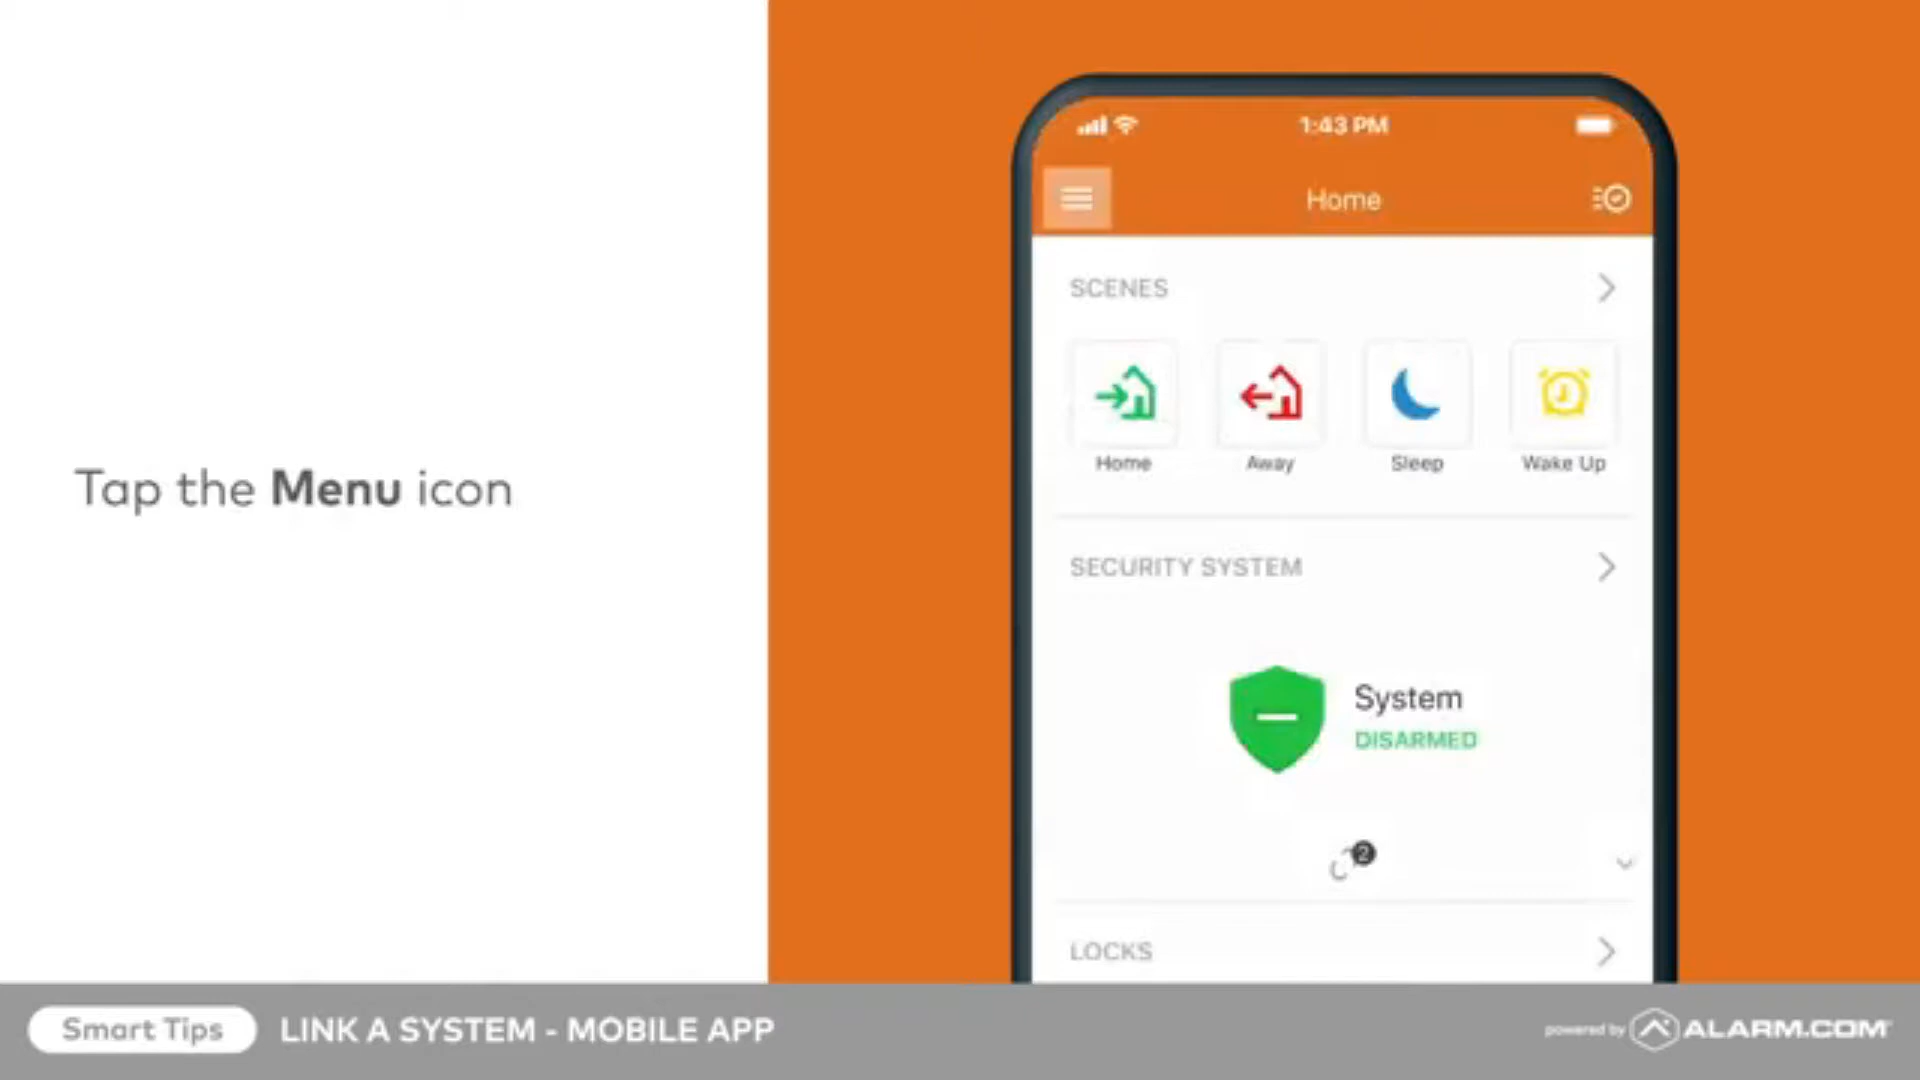 Tap the Menu icon
1:43 PM
Home
SCENES
Home
Away
Sleep
Wake Up
SECURITY SYSTEM
System
DISARMED
2
LOCKS
Smart Tips
LINK A SYSTEM - MOBILE APP
powered by ALARM.COM